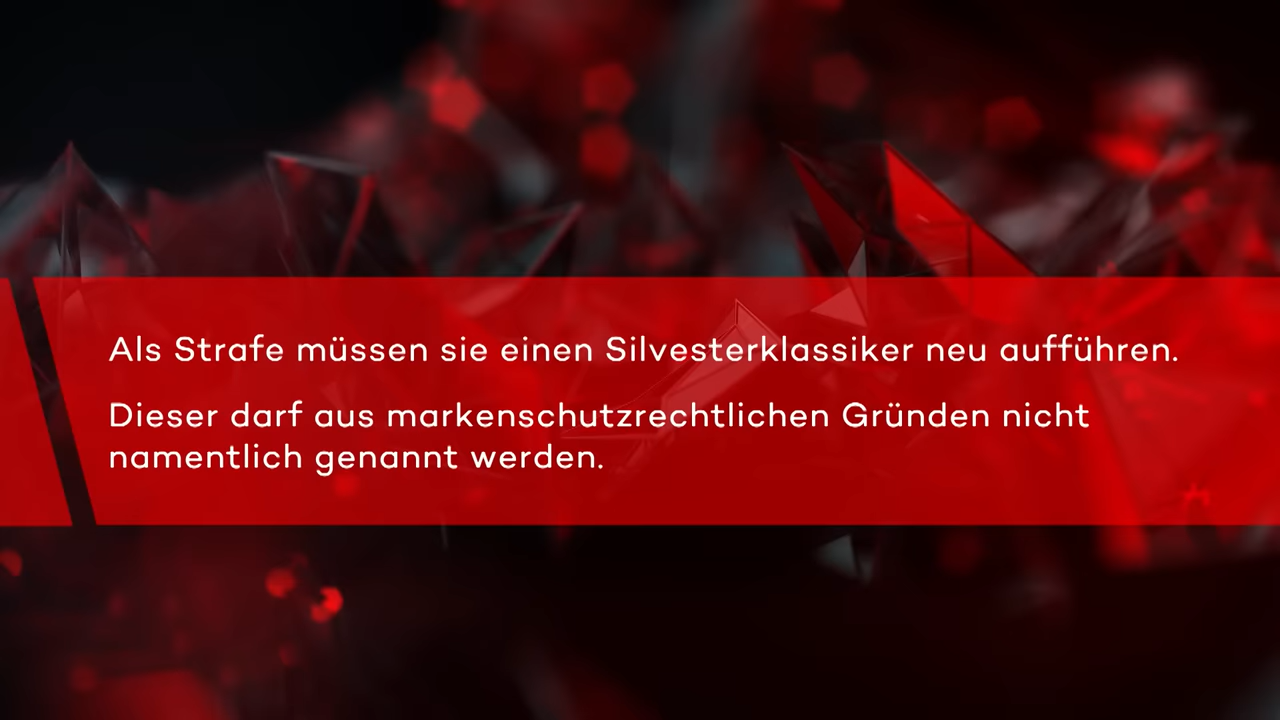 Als Strafe müssen sie einen Silvesterklassiker neu aufführen.
Dieser darf aus markenschutzrechtlichen Gründen nicht
namentlich genannt werden.